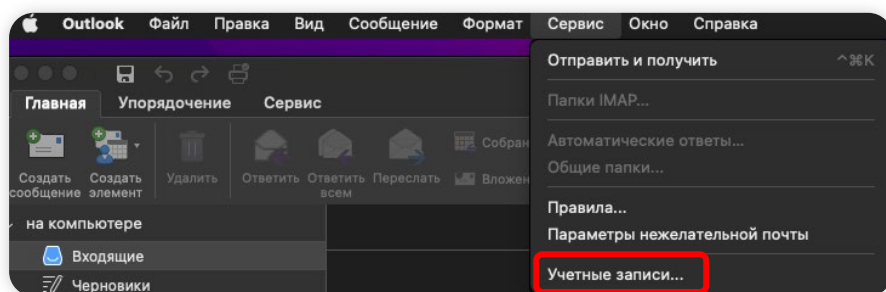 Outlook Файл Правка Вид Сообщение Формат Сервис Окно Справка
Отправить и получить ^⌘K
Папки IMAP...
Автоматические ответы...
Общие папки...
Правила...
Параметры нежелательной почты
Учетные записи...
Главная Упорядочение Сервис
Создать сообщение
Создать элемент
Удалить
Ответить
Ответить всем
Переслать
Собран
Вложен
на компьютере
Входящие
Черновики